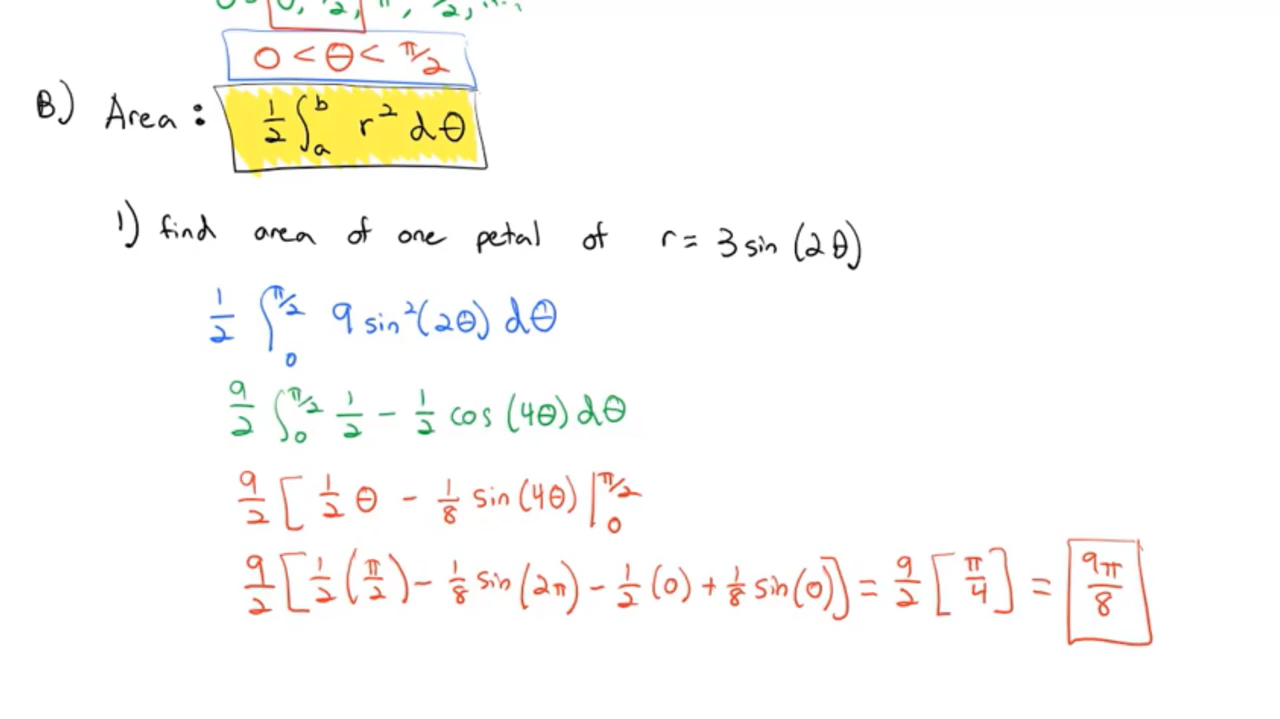 0, π/2, π,
0 < θ < π/2
B) Area: 1/2 ∫_a^b r² dθ
1) find area of one petal of r = 3 sin (2θ)
1/2 ∫_0^{π/2} 9 sin²(2θ) dθ
9/2 ∫_0^{π/2} 1/2 - 1/2 cos (4θ) dθ
9/2 [ 1/2 θ - 1/8 sin (4θ) |_0^{π/2}
9/2 [ 1/2 (π/2) - 1/8 sin (2π) - 1/2 (0) + 1/8 sin (0) ] = 9/2 [ π/4 ] = 9π/8